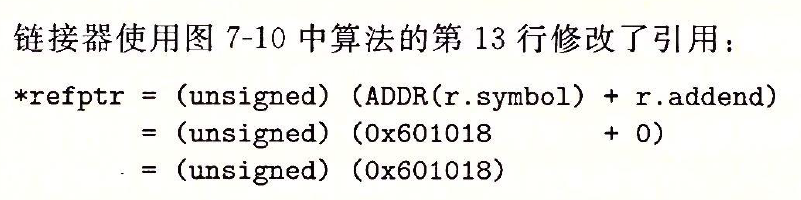 链接器使用图 7-10 中算法的第 13 行修改了引用：
*refptr = (unsigned) (ADDR(r.symbol) + r.addend)
= (unsigned) (0x601018 + 0)
= (unsigned) (0x601018)